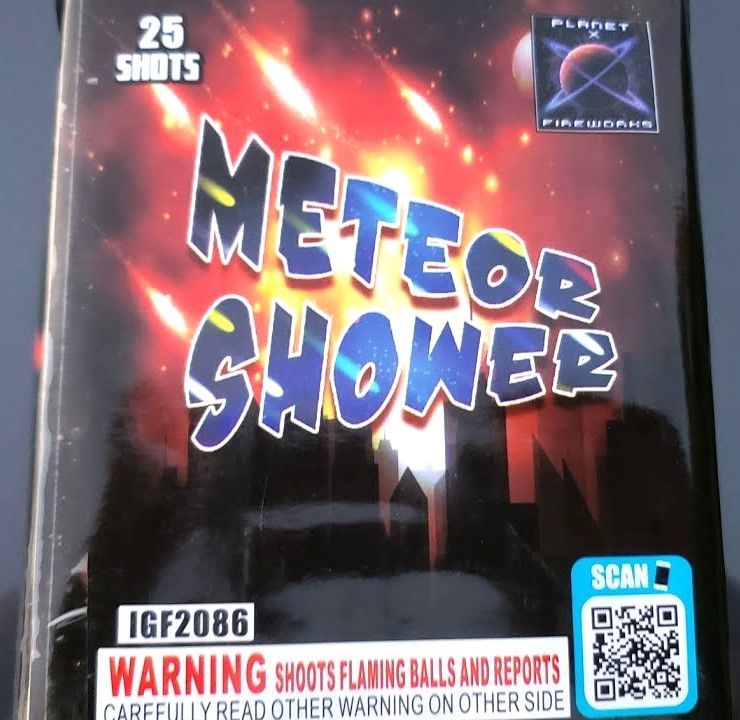 25
SHOTS
PLANET
X
FIREWORKS
METEOR
SHOWER
SCAN
IGF2086
WARNING SHOOTS FLAMING BALLS AND REPORTS
CAREFULLY READ OTHER WARNING ON OTHER SIDE